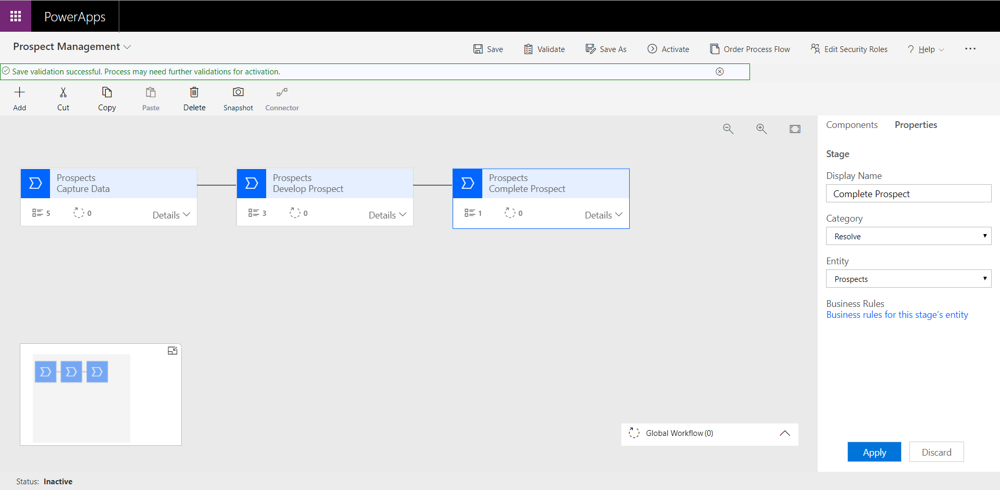 PowerApps
Prospect Management
Save
Validate
Save As
Activate
Order Process Flow
Edit Security Roles
? Help
Save validation successful. Process may need further validations for activation.
Add
Cut
Copy
Paste
Delete
Snapshot
Connector
Components
Properties
Prospects
Capture Data
5
0
Details
Prospects
Develop Prospect
3
0
Details
Prospects
Complete Prospect
1
0
Details
Stage
Display Name
Complete Prospect
Category
Resolve
Entity
Prospects
Business Rules
Business rules for this stage’s entity
Global Workflow (0)
Apply
Discard
Status: Inactive